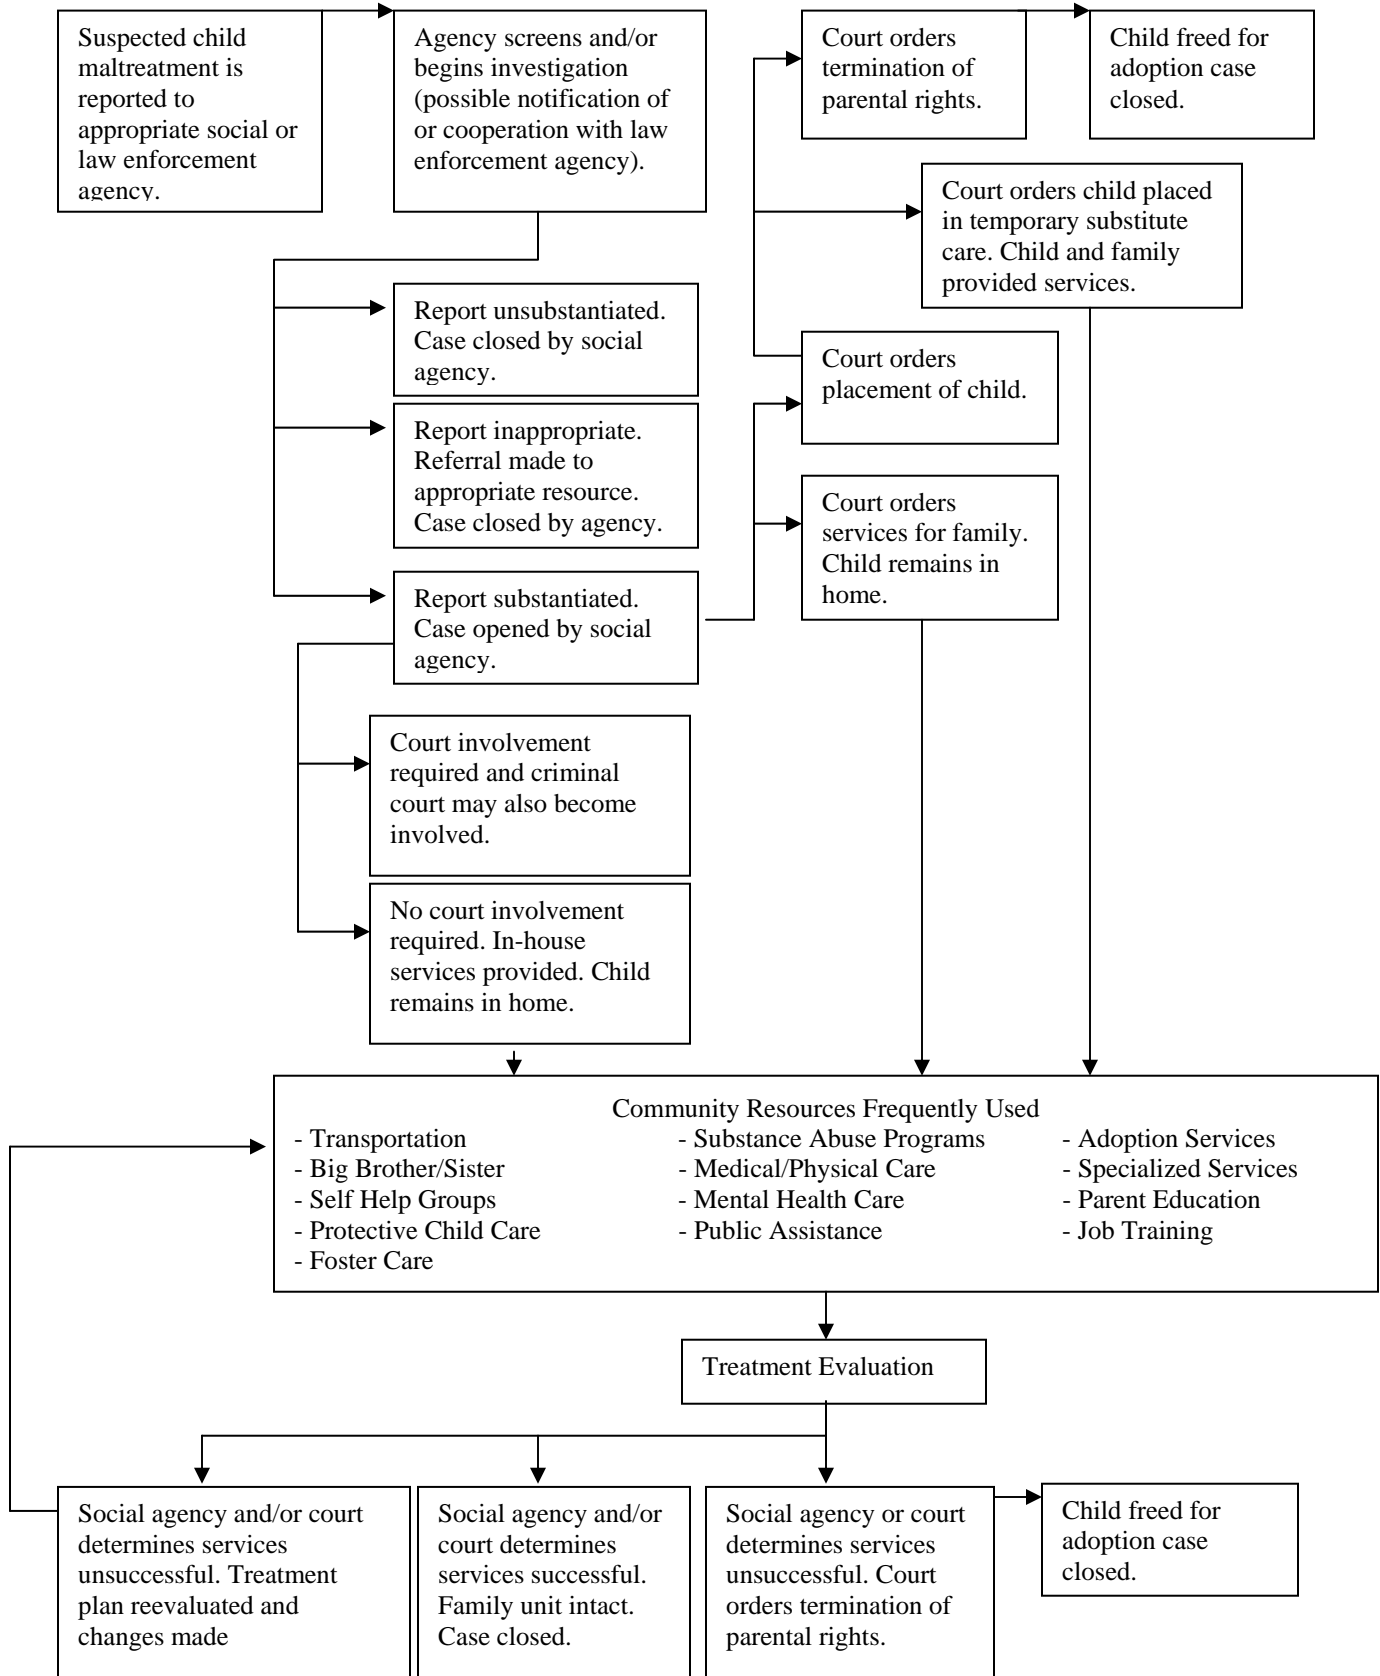 Suspected child
maltreatment is
reported to
appropriate social or
law enforcement
agency.
Agency screens and/or
begins investigation
(possible notification of
or cooperation with law
enforcement agency).
Court orders
termination of
parental rights.
Child freed for
adoption case
closed.
Court orders child placed
in temporary substitute
care. Child and family
provided services.
Report unsubstantiated.
Case closed by social
agency.
Court orders
placement of child.
Report inappropriate.
Referral made to
appropriate resource.
Case closed by agency.
Court orders
services for family.
Child remains in
home.
Report substantiated.
Case opened by social
agency.
Court involvement
required and criminal
court may also become
involved.
No court involvement
required. In-house
services provided. Child
remains in home.
Community Resources Frequently Used
- Transportation - Substance Abuse Programs - Adoption Services
- Big Brother/Sister - Medical/Physical Care - Specialized Services
- Self Help Groups - Mental Health Care - Parent Education
- Protective Child Care - Public Assistance - Job Training
- Foster Care
Treatment Evaluation
Social agency and/or court
determines services
unsuccessful. Treatment
plan reevaluated and
changes made
Social agency and/or
court determines
services successful.
Family unit intact.
Case closed.
Social agency or court
determines services
unsuccessful. Court
orders termination of
parental rights.
Child freed for
adoption case
closed.